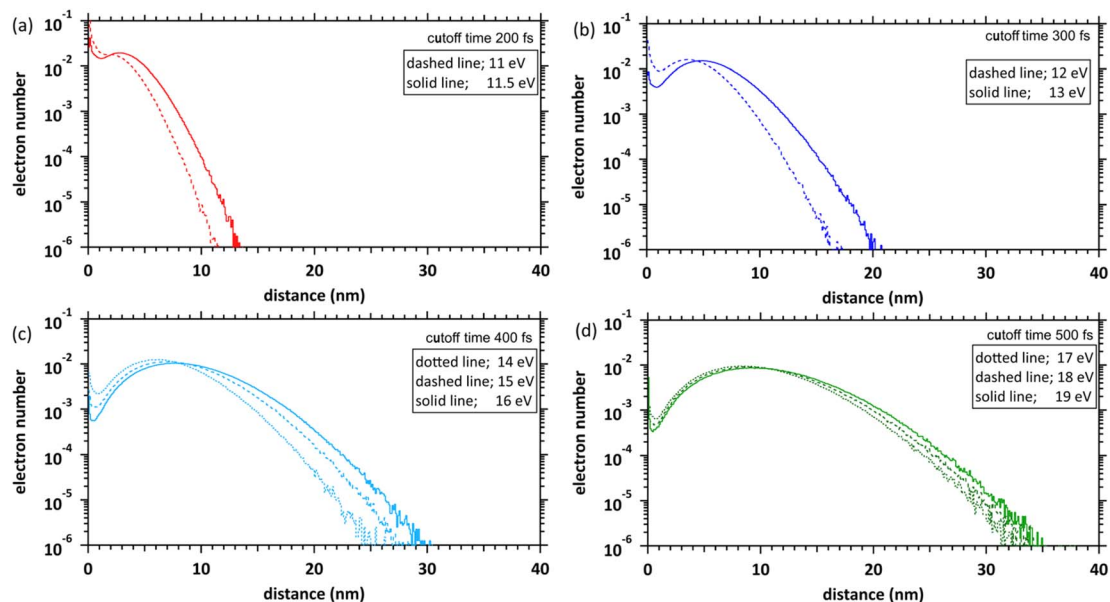 (a)
cutoff time 200 fs
dashed line; 11 eV
solid line; 11.5 eV
electron number
10-1
10-2
10-3
10-4
10-5
10-6
0 10 20 30 40
distance (nm)
(b)
cutoff time 300 fs
dashed line; 12 eV
solid line; 13 eV
electron number
10-1
10-2
10-3
10-4
10-5
10-6
0 10 20 30 40
distance (nm)
(c)
cutoff time 400 fs
dotted line; 14 eV
dashed line; 15 eV
solid line; 16 eV
electron number
10-1
10-2
10-3
10-4
10-5
10-6
0 10 20 30 40
distance (nm)
(d)
cutoff time 500 fs
dotted line; 17 eV
dashed line; 18 eV
solid line; 19 eV
electron number
10-1
10-2
10-3
10-4
10-5
10-6
0 10 20 30 40
distance (nm)